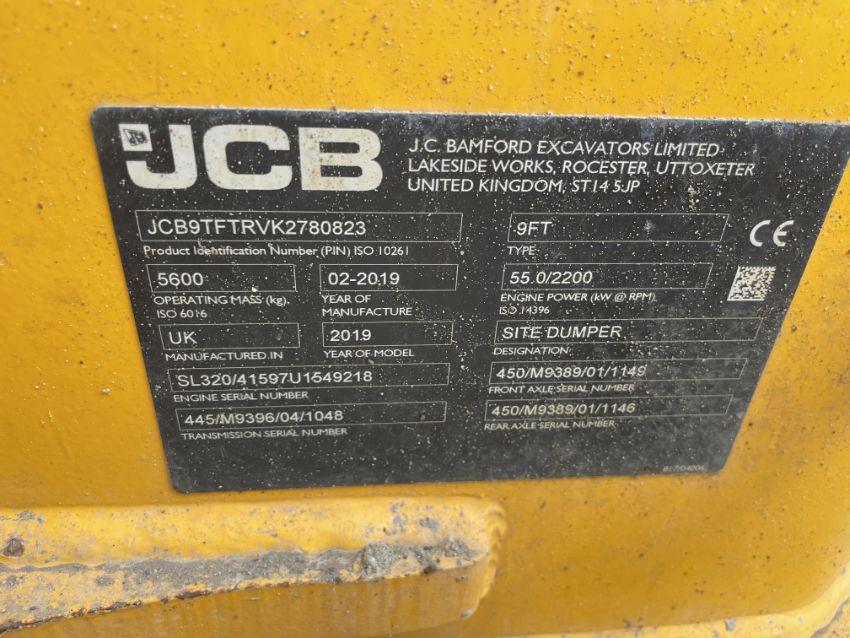 JCB
J.C. BAMFORD EXCAVATORS LIMITED
LAKESIDE WORKS, ROCESTER, UTTOXETER
UNITED KINGDOM, ST14 5JP
JCB9TFTRVK2780823
Product Identification Number (PIN) ISO 10261
9FT
TYPE
CE
5600
OPERATING MASS (kg).
ISO 6016
02-2019
YEAR OF
MANUFACTURE
55.0/2200
ENGINE POWER (kW @ RPM)
ISO 14396
UK
MANUFACTURED IN
2019
YEAR OF MODEL
SITE DUMPER
DESIGNATION
SL320/41597U1549218
ENGINE SERIAL NUMBER
450/M9389/01/1149
FRONT AXLE SERIAL NUMBER
445/M9396/04/1048
TRANSMISSION SERIAL NUMBER
450/M9389/01/1146
REAR AXLE SERIAL NUMBER